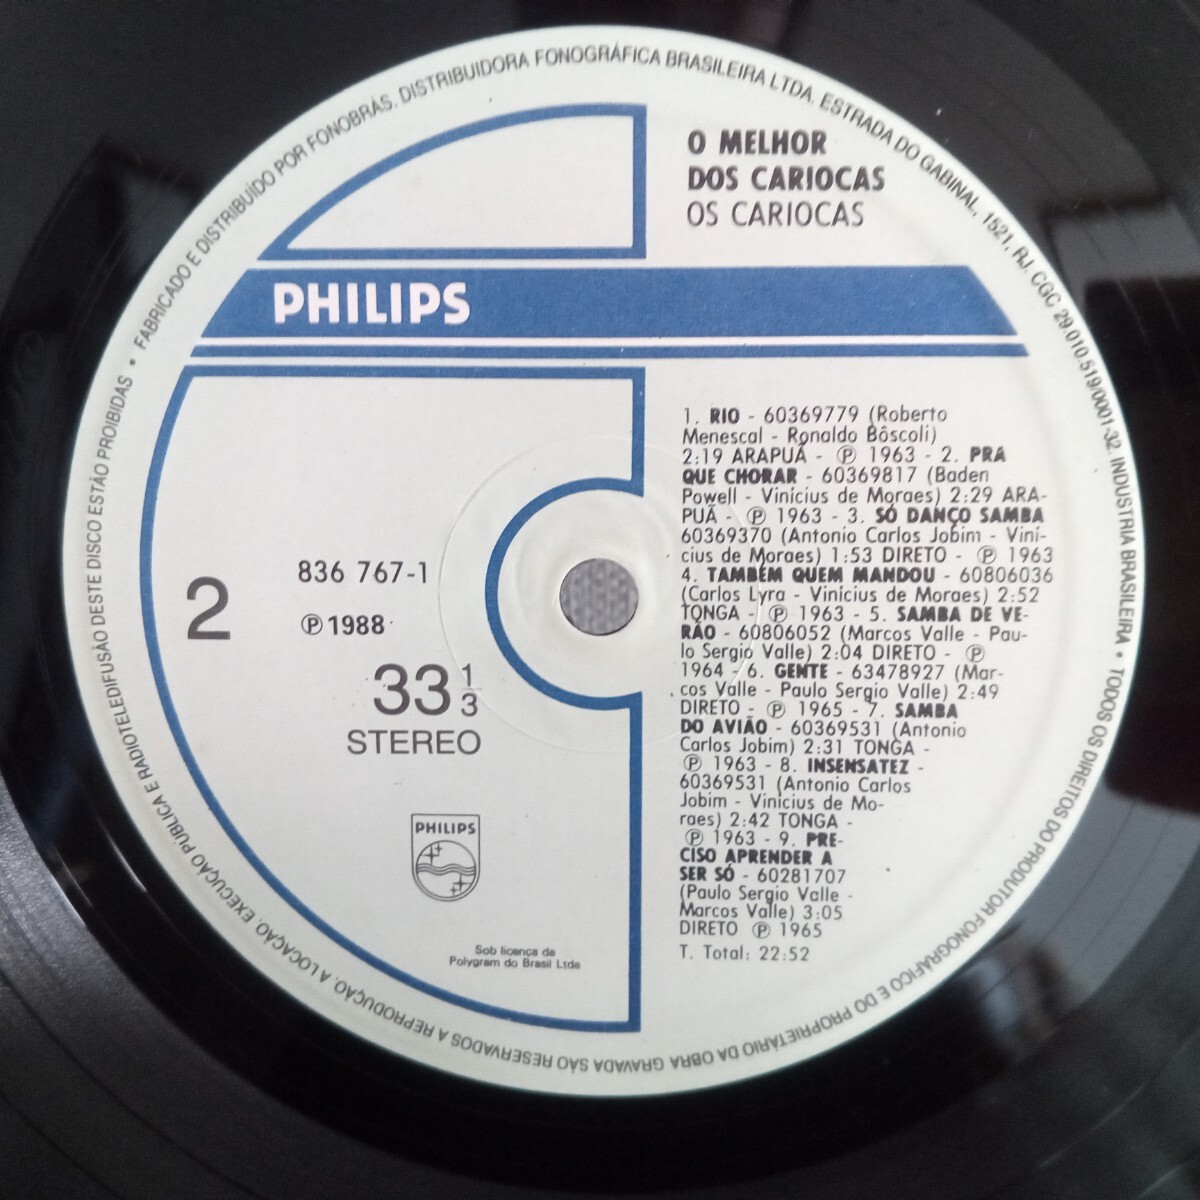 O MELHOR
DOS CARIOCAS
OS CARIOCAS
PHILIPS
836 767-1
2
Ⓟ 1988
33 1/3
STEREO
PHILIPS
Sob licença de
Polygram do Brasil Ltda
1. RIO - 60369779 (Roberto
Menescal - Ronaldo Bôscoli)
2:19 ARAPUÃ - Ⓟ 1963 - 2. PRA
QUE CHORAR - 60369817 (Baden
Powell - Vinicius de Moraes) 2:29 ARA-
PUÃ - Ⓟ 1963 - 3. SÓ DANÇO SAMBA
60369370 (Antonio Carlos Jobim - Viní-
cius de Moraes) 1:53 DIRETO - Ⓟ 1963
4. TAMBÉM QUEM MANDOU - 60806036
(Carlos Lyra - Vinicius de Moraes) 2:52
TONGA - Ⓟ 1963 - 5. SAMBA DE VE-
RÃO - 60806052 (Marcos Valle - Pau-
lo Sergio Valle) 2:04 DIRETO - Ⓟ
1964 - 6. GENTE - 63478927 (Mar-
cos Valle - Paulo Sergio Valle) 2:49
DIRETO - Ⓟ 1965 - 7. SAMBA
DO AVIÃO - 60369531 (Antonio
Carlos Jobim) 2:31 TONGA -
Ⓟ 1963 - 8. INSENSATEZ -
60369531 (Antonio Carlos
Jobim - Vinicius de Mo-
raes) 2:42 TONGA -
Ⓟ 1963 - 9. PRE-
CISO APRENDER A
SER SÓ - 60281707
(Paulo Sergio Valle -
Marcos Valle) 3:05
DIRETO Ⓟ 1965
T. Total: 22:52
• FABRICADO E DISTRIBUÍDO POR FONOBRÁS. DISTRIBUIDORA FONOGRÁFICA BRASILEIRA LTDA. ESTRADA DO GABINAL, 1521, RJ. CGC 29.010.519/0001-32. INDUSTRIA BRASILEIRA • TODOS OS DIREITOS DO PRODUTOR FONOGRÁFICO E DO PROPRIETÁRIO DA OBRA GRAVADA SÃO RESERVADOS A REPRODUÇÃO. A LOCAÇÃO. EXECUÇÃO PUBLICA E RADIOTELEDIFUSÃO DESTE DISCO ESTÃO PROIBIDAS